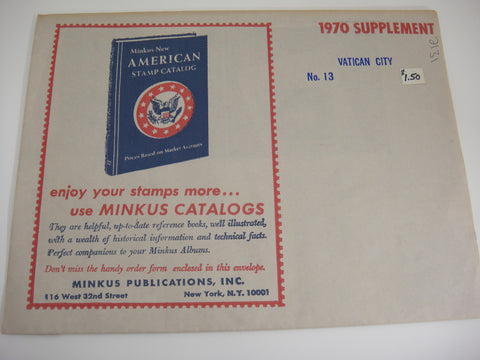 1970 SUPPLEMENT
VATICAN CITY
No. 13
$1.50
Minkus New
AMERICAN
STAMP CATALOG
Prices Based on Market Averages
enjoy your stamps more...
use MINKUS CATALOGS
They are helpful, up-to-date reference books, well illustrated,
with a wealth of historical information and technical facts.
Perfect companions to your Minkus Albums.
Don't miss the handy order form enclosed in this envelope.
MINKUS PUBLICATIONS, INC.
116 West 32nd Street New York, N.Y. 10001